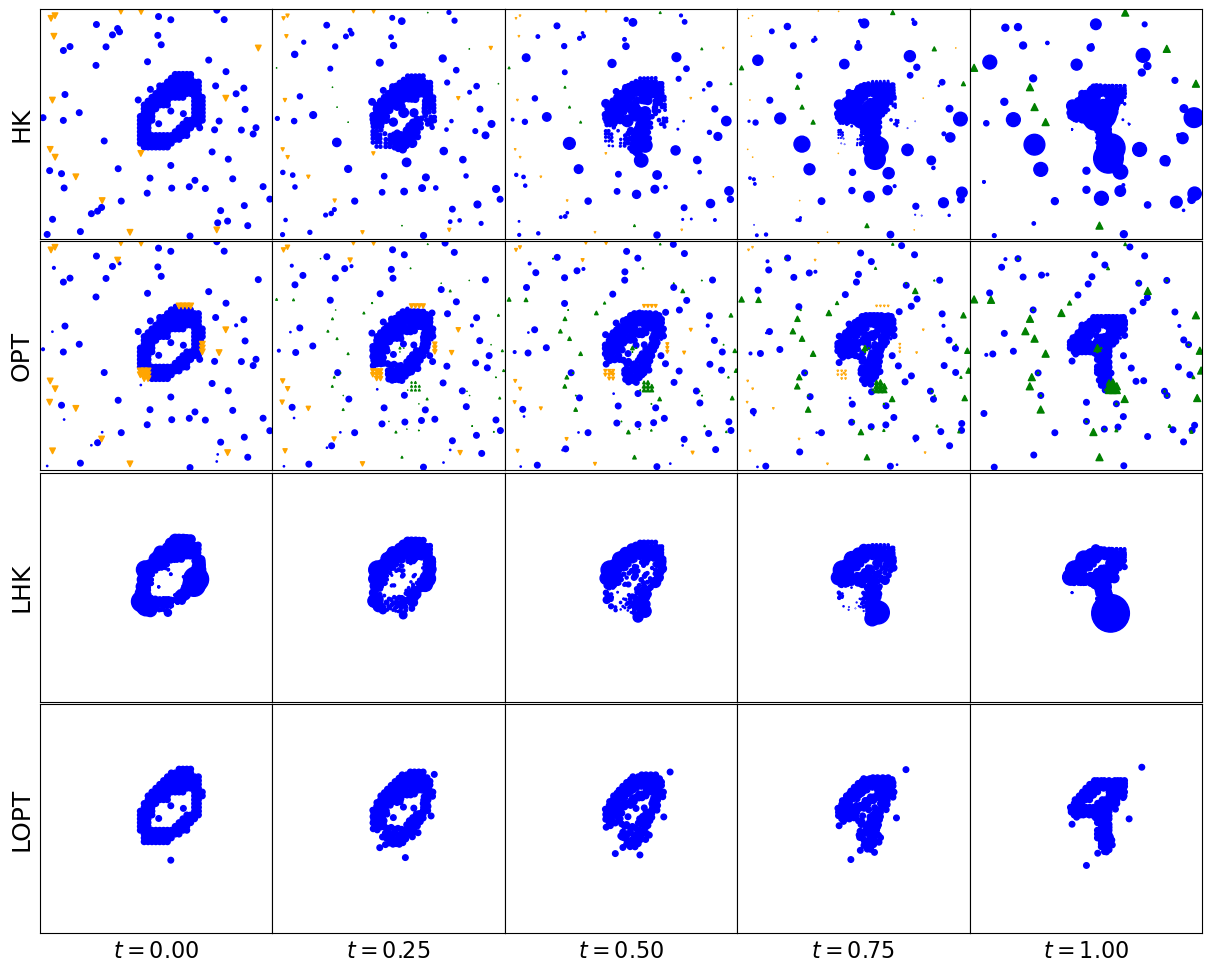 HK
OPT
LHK
LOPT
t = 0.00 t = 0.25 t = 0.50 t = 0.75 t = 1.00